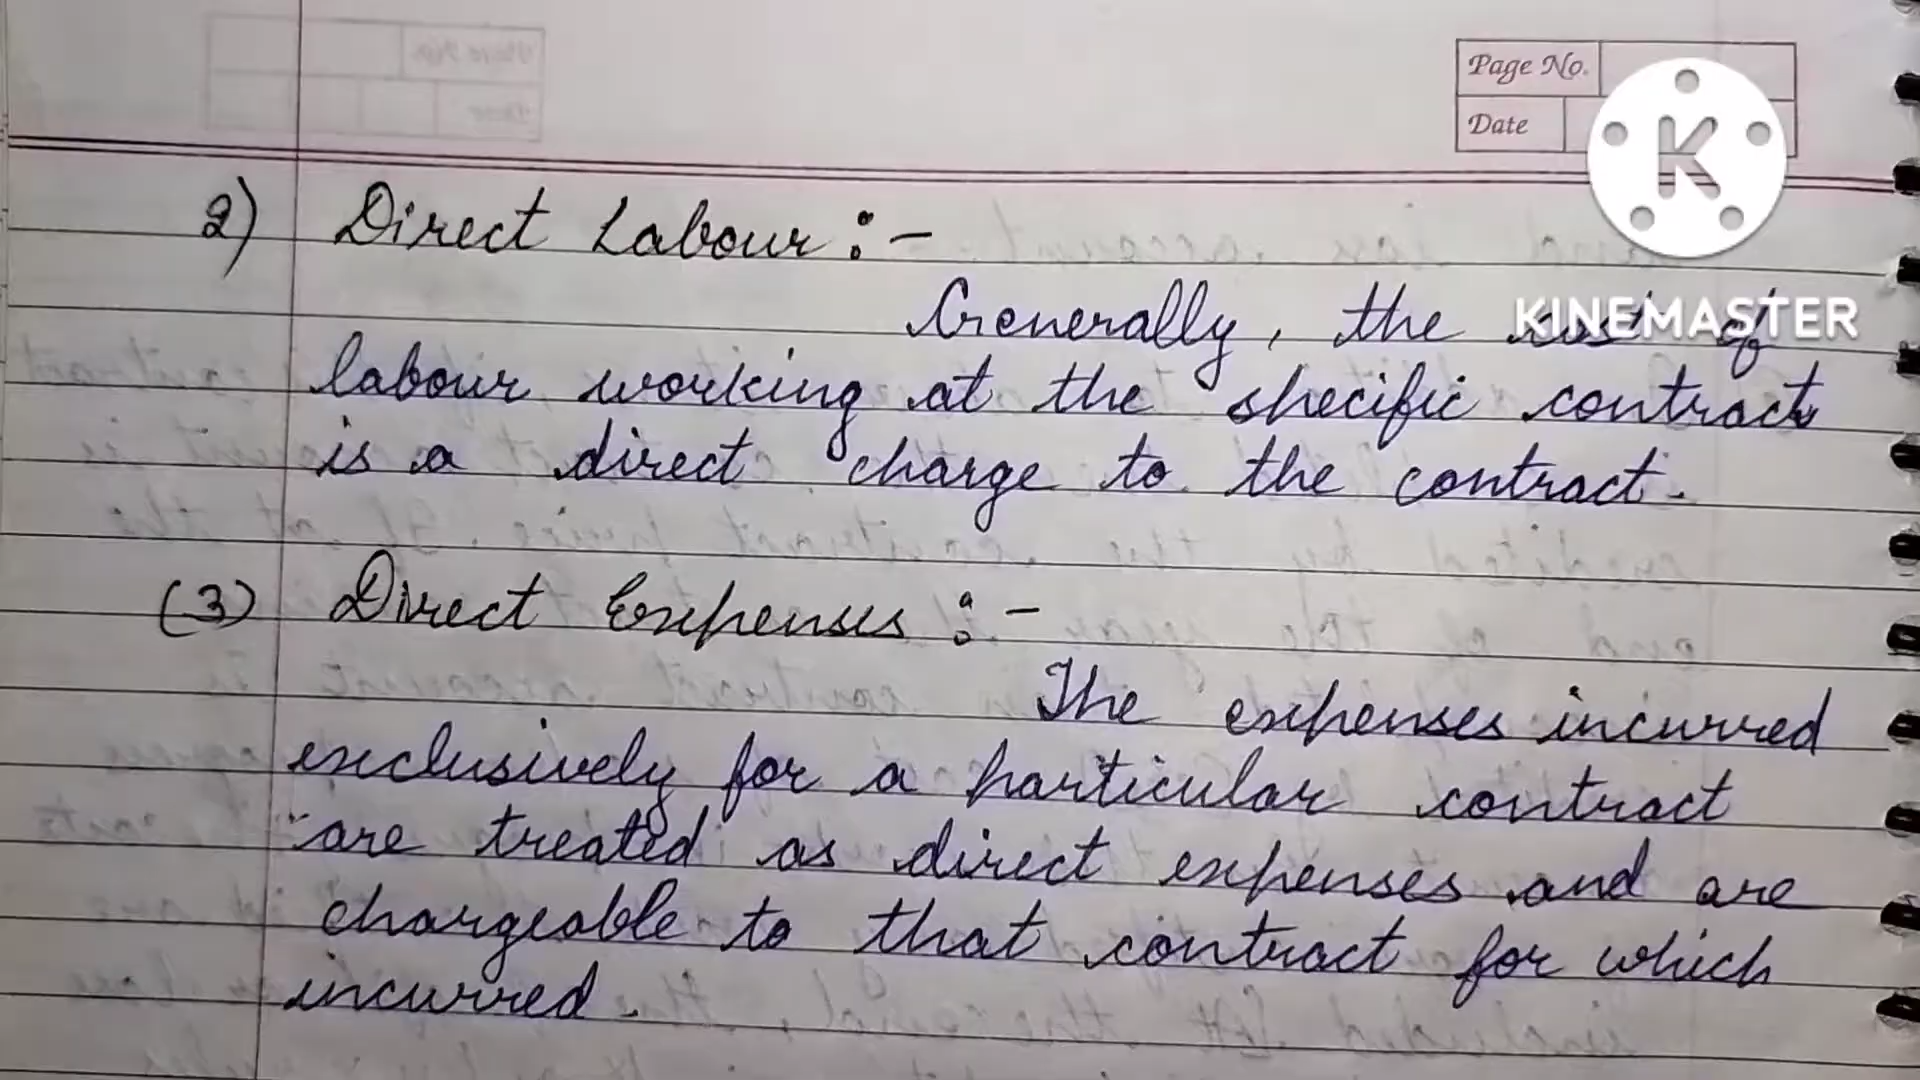 Page No.
Date
KINEMASTER
2) Direct Labour :-
Generally, the cost of
labour working at the specific contract
is a direct charge to the contract.
(3) Direct Expenses :-
The expenses incurred
exclusively for a particular contract
are treated as direct expenses and are
chargeable to that contract for which
incurred.